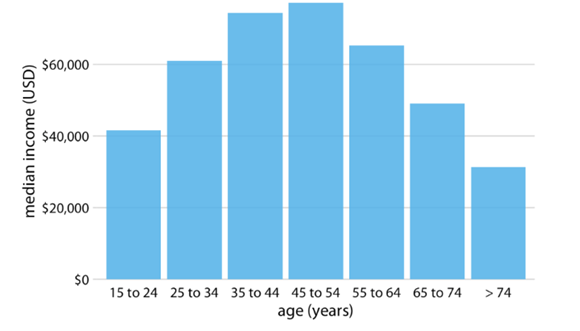 median income (USD)
$60,000
$40,000
$20,000
$0
15 to 24 25 to 34 35 to 44 45 to 54 55 to 64 65 to 74 > 74
age (years)